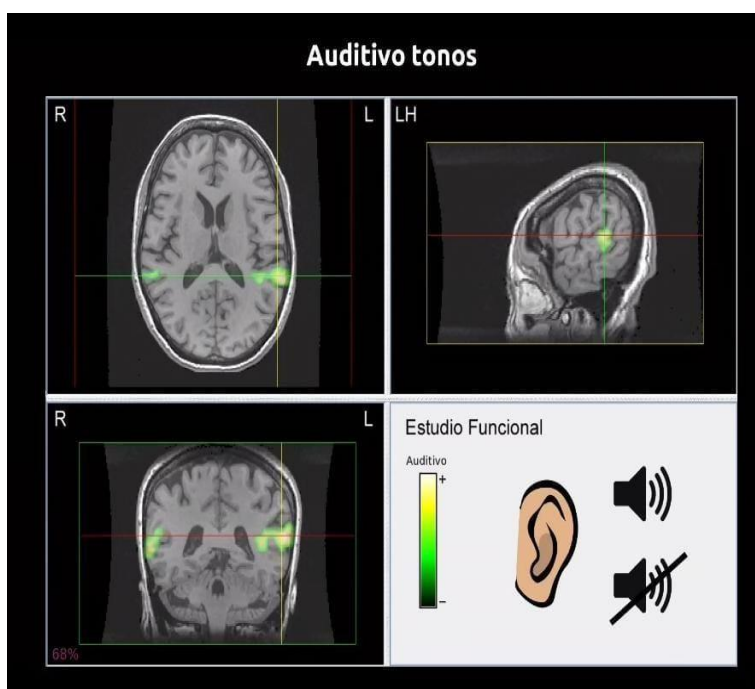 Auditivo tonos
R L
LH
R L
68%
Estudio Funcional
Auditivo
+
−